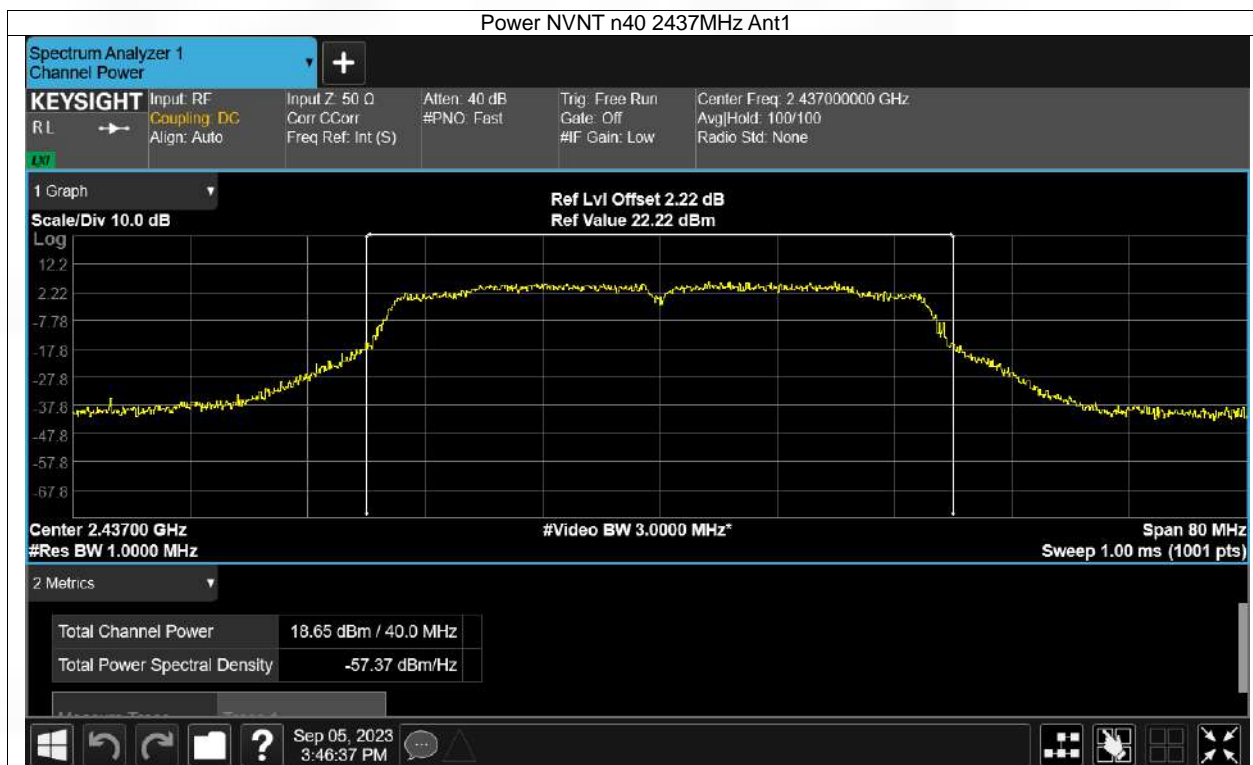 Power NVNT n40 2437MHz Ant1
Spectrum Analyzer 1
Channel Power
KEYSIGHT
RL
LXI
Input: RF
Coupling: DC
Align: Auto
Input Z: 50 Ω
Corr CCorr
Freq Ref: Int (S)
Atten: 40 dB
#PNO: Fast
Trig: Free Run
Gate: Off
#IF Gain: Low
Center Freq: 2.437000000 GHz
Avg|Hold: 100/100
Radio Std: None
1 Graph
Scale/Div 10.0 dB
Ref Lvl Offset 2.22 dB
Ref Value 22.22 dBm
Log
12.2
2.22
-7.78
-17.8
-27.8
-37.8
-47.8
-57.8
-67.8
Center 2.43700 GHz
#Video BW 3.0000 MHz*
Span 80 MHz
#Res BW 1.0000 MHz
Sweep 1.00 ms (1001 pts)
2 Metrics
Total Channel Power 18.65 dBm / 40.0 MHz
Total Power Spectral Density -57.37 dBm/Hz
?
Sep 05, 2023
3:46:37 PM